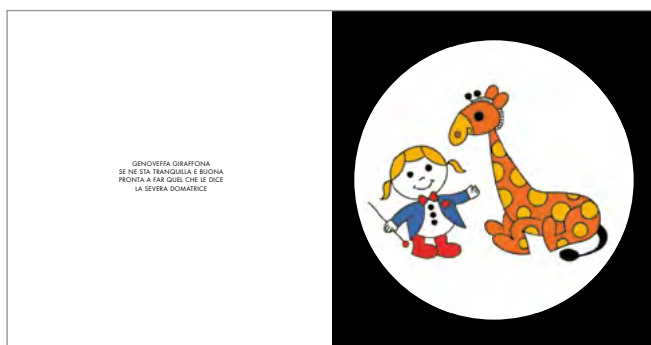 GENOVEFFA GIRAFFONA
SE NE STA TRANQUILLA E BUONA
PRONTA A FAR QUEL CHE LE DICE
LA SEVERA DOMATRICE